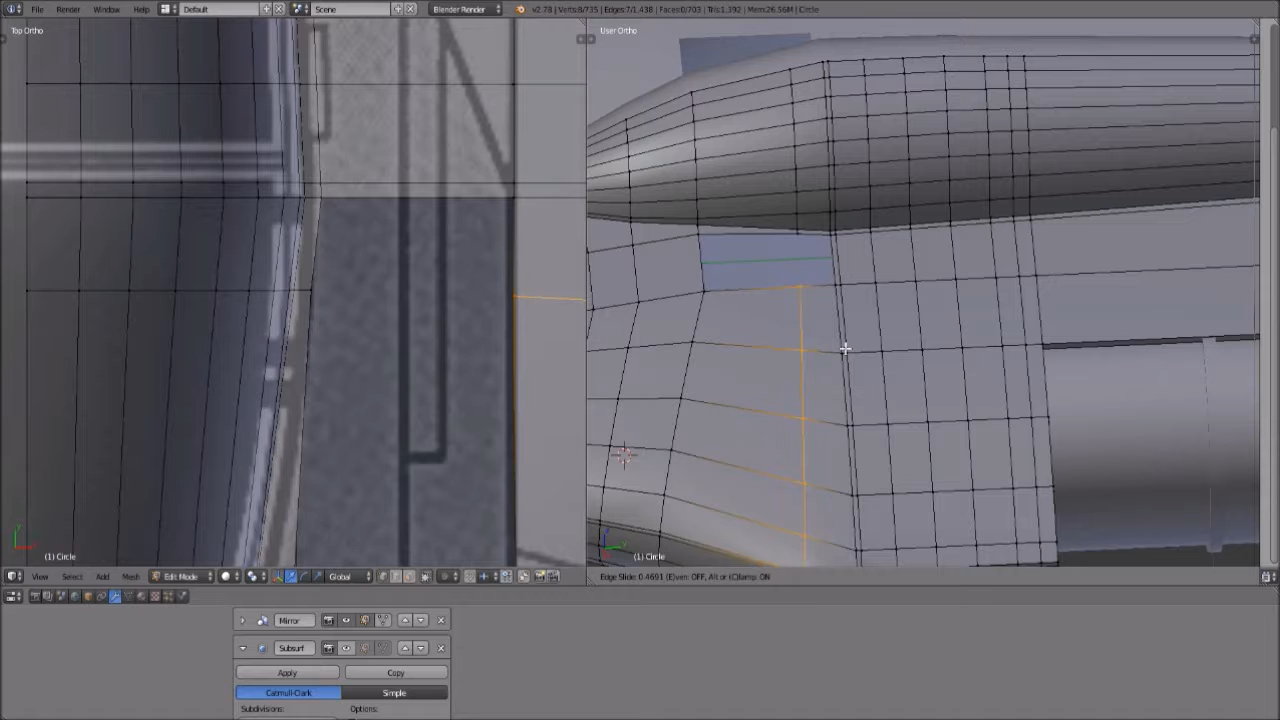 File Render Window Help Default Scene Blender Render v2.78 | Verts:8/735 | Edges:7/1,438 | Faces:0/703 | Tris:1,392 | Mem:26.56M | Circle
Top Ortho
User Ortho
(1) Circle
(1) Circle
View Select Add Mesh Edit Mode Global
Edge Slide: 0.4691 (E)ven: OFF, Alt or (C)lamp: ON
Mirror
Subsurf
Apply Copy
Catmull-Clark Simple
Subdivisions: Options: